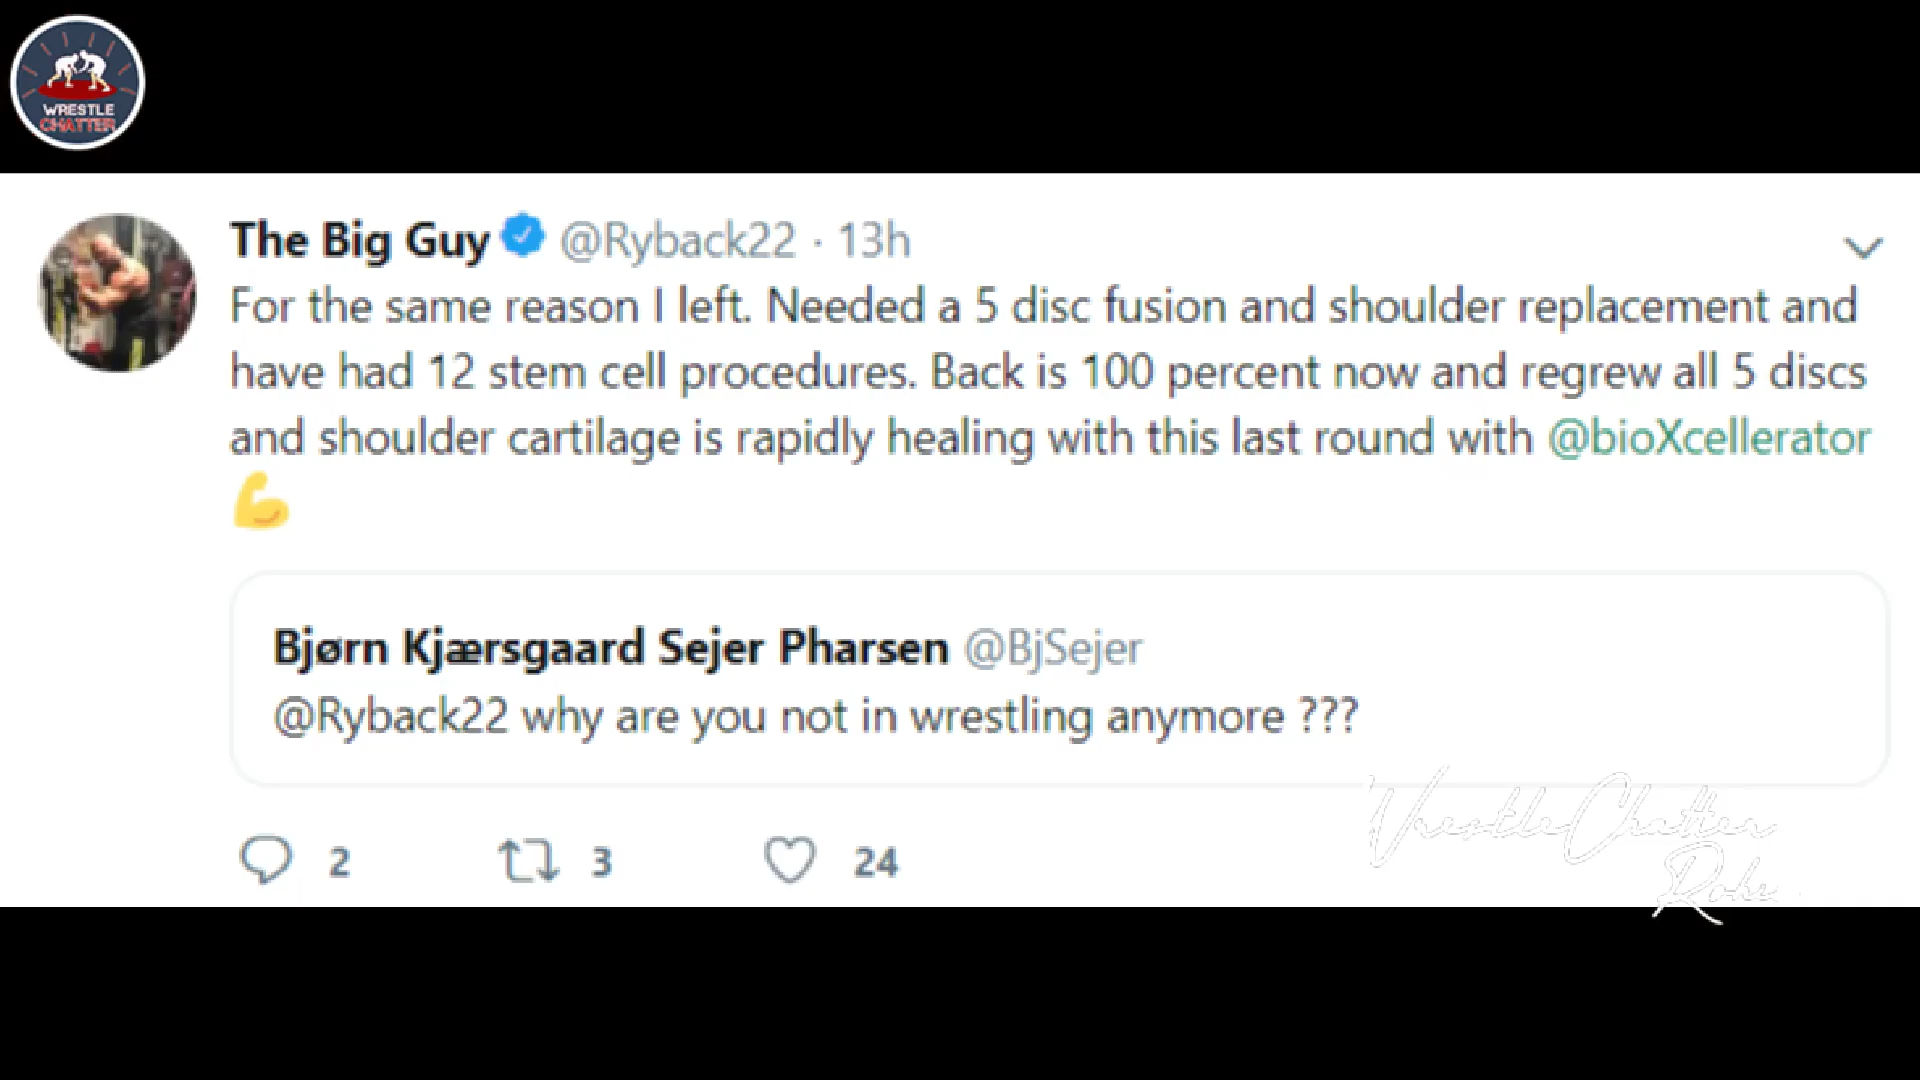 WRESTLE
CHATTER
The Big Guy @Ryback22 · 13h
For the same reason I left. Needed a 5 disc fusion and shoulder replacement and
have had 12 stem cell procedures. Back is 100 percent now and regrew all 5 discs
and shoulder cartilage is rapidly healing with this last round with @bioXcellerator
💪
Bjørn Kjærsgaard Sejer Pharsen @BjSejer
@Ryback22 why are you not in wrestling anymore ???
2 3 24
WrestleChatter